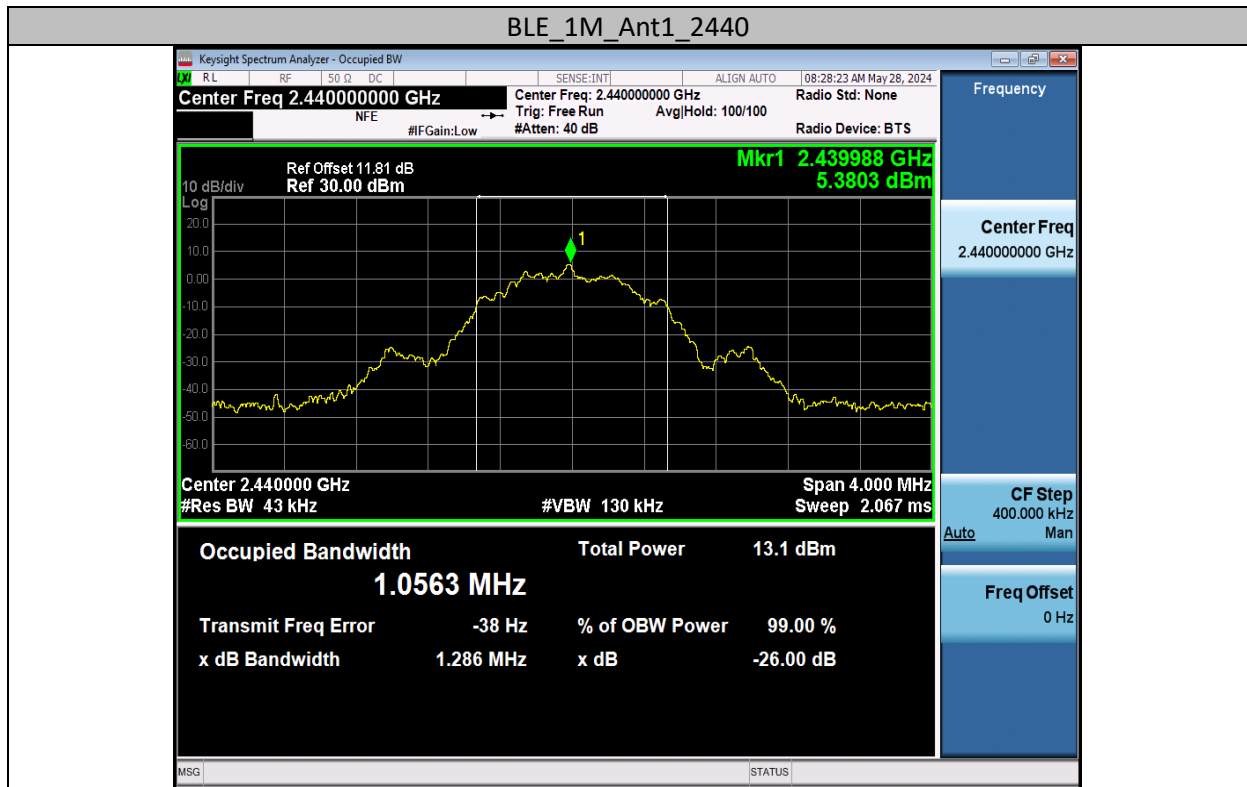 BLE_1M_Ant1_2440
Keysight Spectrum Analyzer - Occupied BW
LXI RL RF 50 Ω DC SENSE:INT ALIGN AUTO 08:28:23 AM May 28, 2024
Center Freq 2.440000000 GHz
NFE
#IFGain:Low
Center Freq: 2.440000000 GHz
Trig: Free Run Avg|Hold: 100/100
#Atten: 40 dB
Radio Std: None
Radio Device: BTS
Mkr1 2.439988 GHz
5.3803 dBm
Ref Offset 11.81 dB
10 dB/div Ref 30.00 dBm
Log
20.0
1
10.0
0.00
-10.0
-20.0
-30.0
-40.0
-50.0
-60.0
Center 2.440000 GHz Span 4.000 MHz
#Res BW 43 kHz #VBW 130 kHz Sweep 2.067 ms
Occupied Bandwidth Total Power 13.1 dBm
1.0563 MHz
Transmit Freq Error -38 Hz % of OBW Power 99.00 %
x dB Bandwidth 1.286 MHz x dB -26.00 dB
Frequency
Center Freq
2.440000000 GHz
CF Step
400.000 kHz
Auto Man
Freq Offset
0 Hz
MSG STATUS